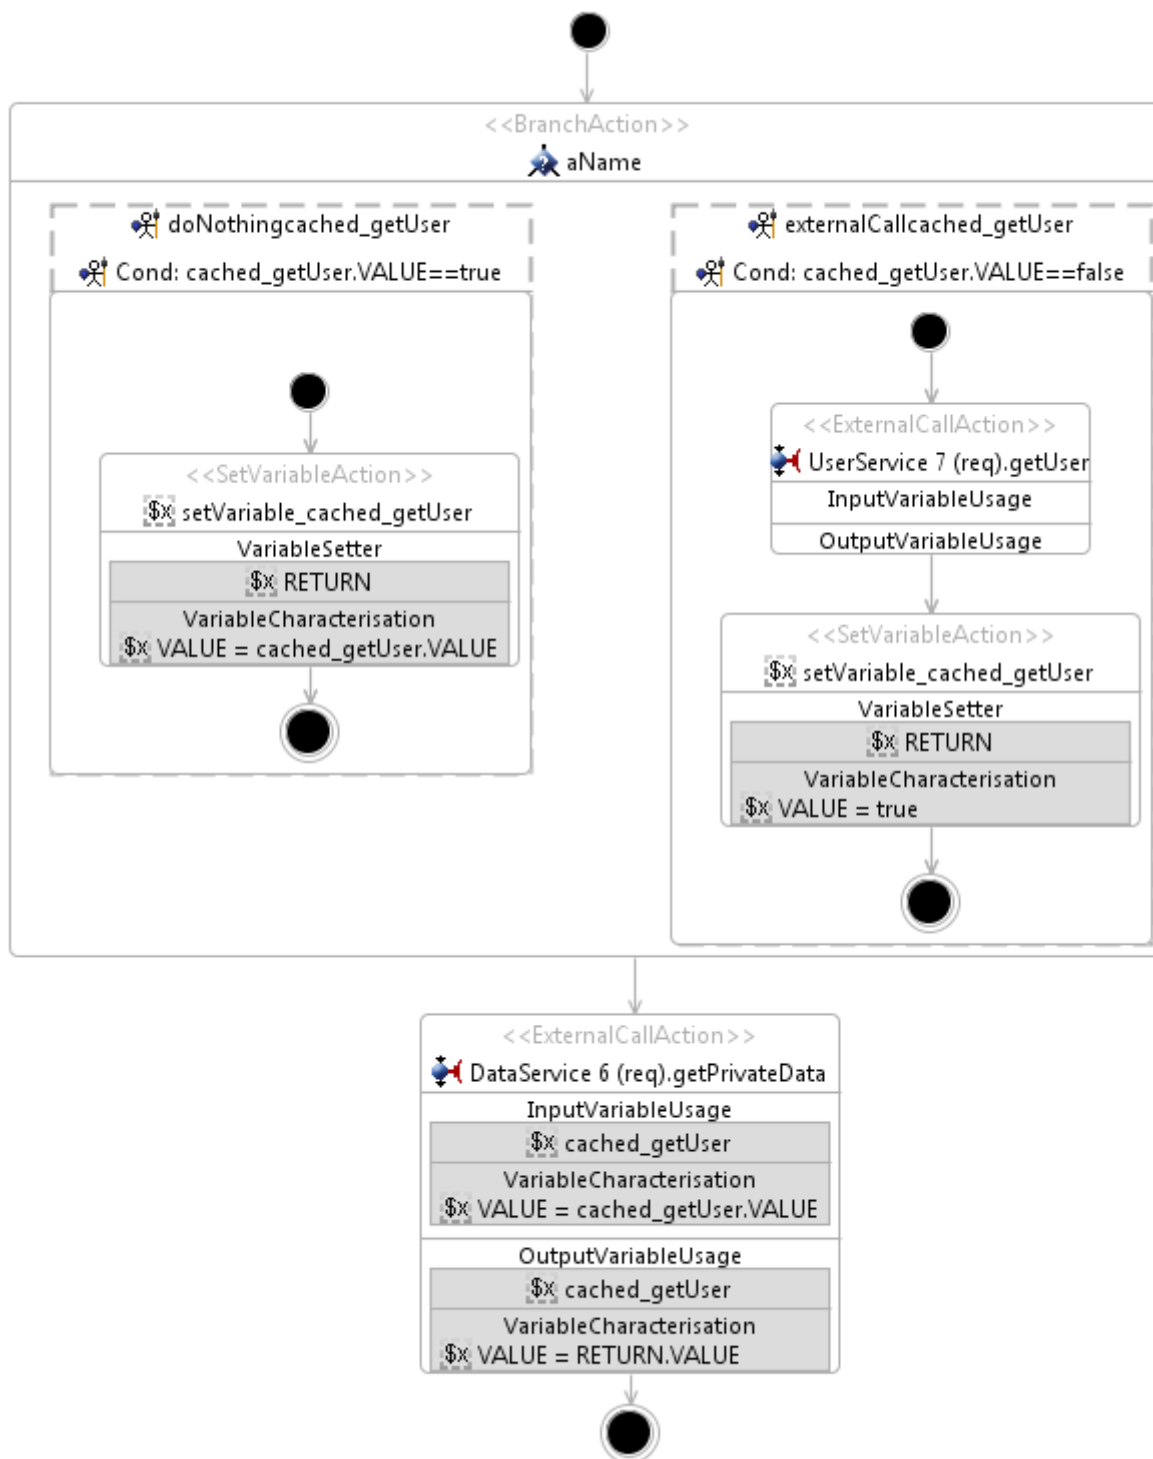 <<BranchAction>>
aName
doNothingcached_getUser
Cond: cached_getUser.VALUE==true
<<SetVariableAction>>
$x setVariable_cached_getUser
VariableSetter
$x RETURN
VariableCharacterisation
$x VALUE = cached_getUser.VALUE
externalCallcached_getUser
Cond: cached_getUser.VALUE==false
<<ExternalCallAction>>
UserService 7 (req).getUser
InputVariableUsage
OutputVariableUsage
<<SetVariableAction>>
$x setVariable_cached_getUser
VariableSetter
$x RETURN
VariableCharacterisation
$x VALUE = true
<<ExternalCallAction>>
DataService 6 (req).getPrivateData
InputVariableUsage
$x cached_getUser
VariableCharacterisation
$x VALUE = cached_getUser.VALUE
OutputVariableUsage
$x cached_getUser
VariableCharacterisation
$x VALUE = RETURN.VALUE